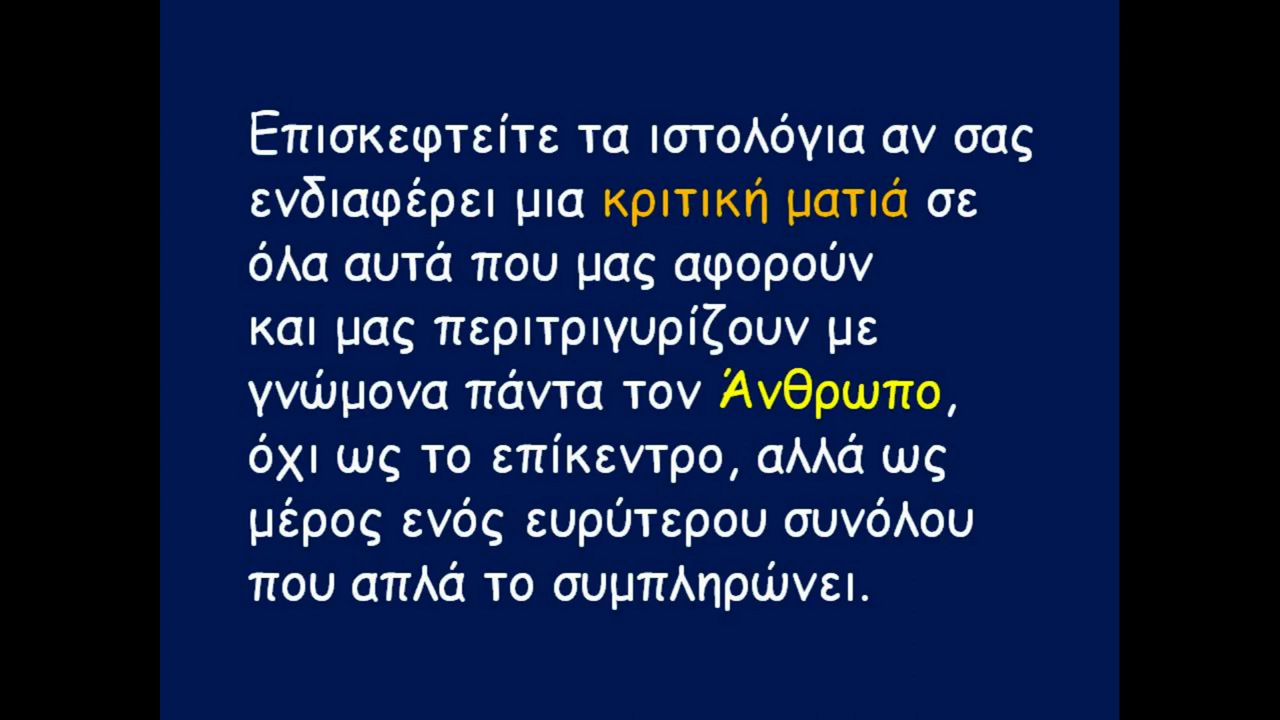 Επισκεφτείτε τα ιστολόγια αν σας
ενδιαφέρει μια κριτική ματιά σε
όλα αυτά που μας αφορούν
και μας περιτριγυρίζουν με
γνώμονα πάντα τον Άνθρωπο,
όχι ως το επίκεντρο, αλλά ως
μέρος ενός ευρύτερου συνόλου
που απλά το συμπληρώνει.